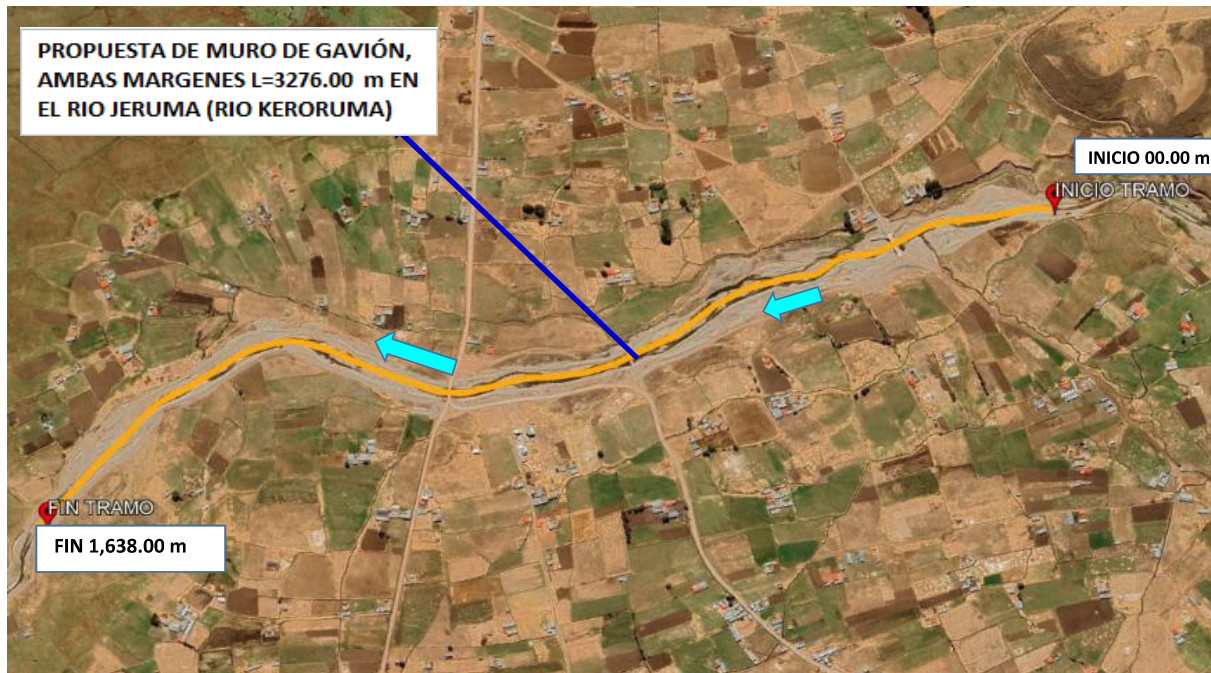 PROPUESTA DE MURO DE GAVIÓN,
AMBAS MARGENES L=3276.00 m EN
EL RIO JERUMA (RIO KERORUMA)
INICIO 00.00 m
INICIO TRAMO
FIN TRAMO
FIN 1,638.00 m